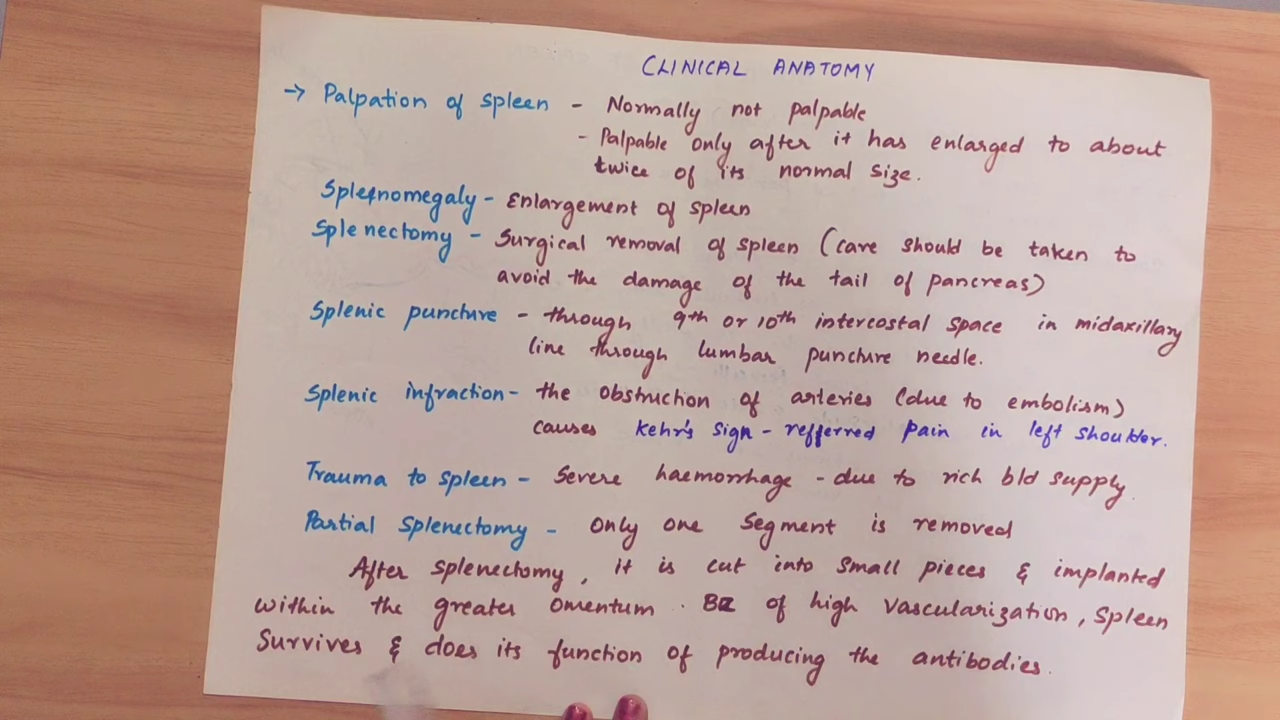 CLINICAL ANATOMY
→ Palpation of spleen - Normally not palpable
- Palpable only after it has enlarged to about
twice of its normal size.
Spleenomegaly - Enlargement of spleen
Splenectomy - Surgical removal of spleen (care should be taken to
avoid the damage of the tail of pancreas)
Splenic puncture - through 9th or 10th intercostal space in midaxillary
line through lumbar puncture needle.
Splenic infraction - the obstruction of arteries (due to embolism)
causes kehr's sign - refferred pain in left shoulder.
Trauma to spleen - Severe haemorrhage - due to rich bld supply.
Partial splenectomy - Only one segment is removed
After splenectomy, it is cut into small pieces & implanted
within the greater omentum. BZ of high vascularization, spleen
survives & does its function of producing the antibodies.